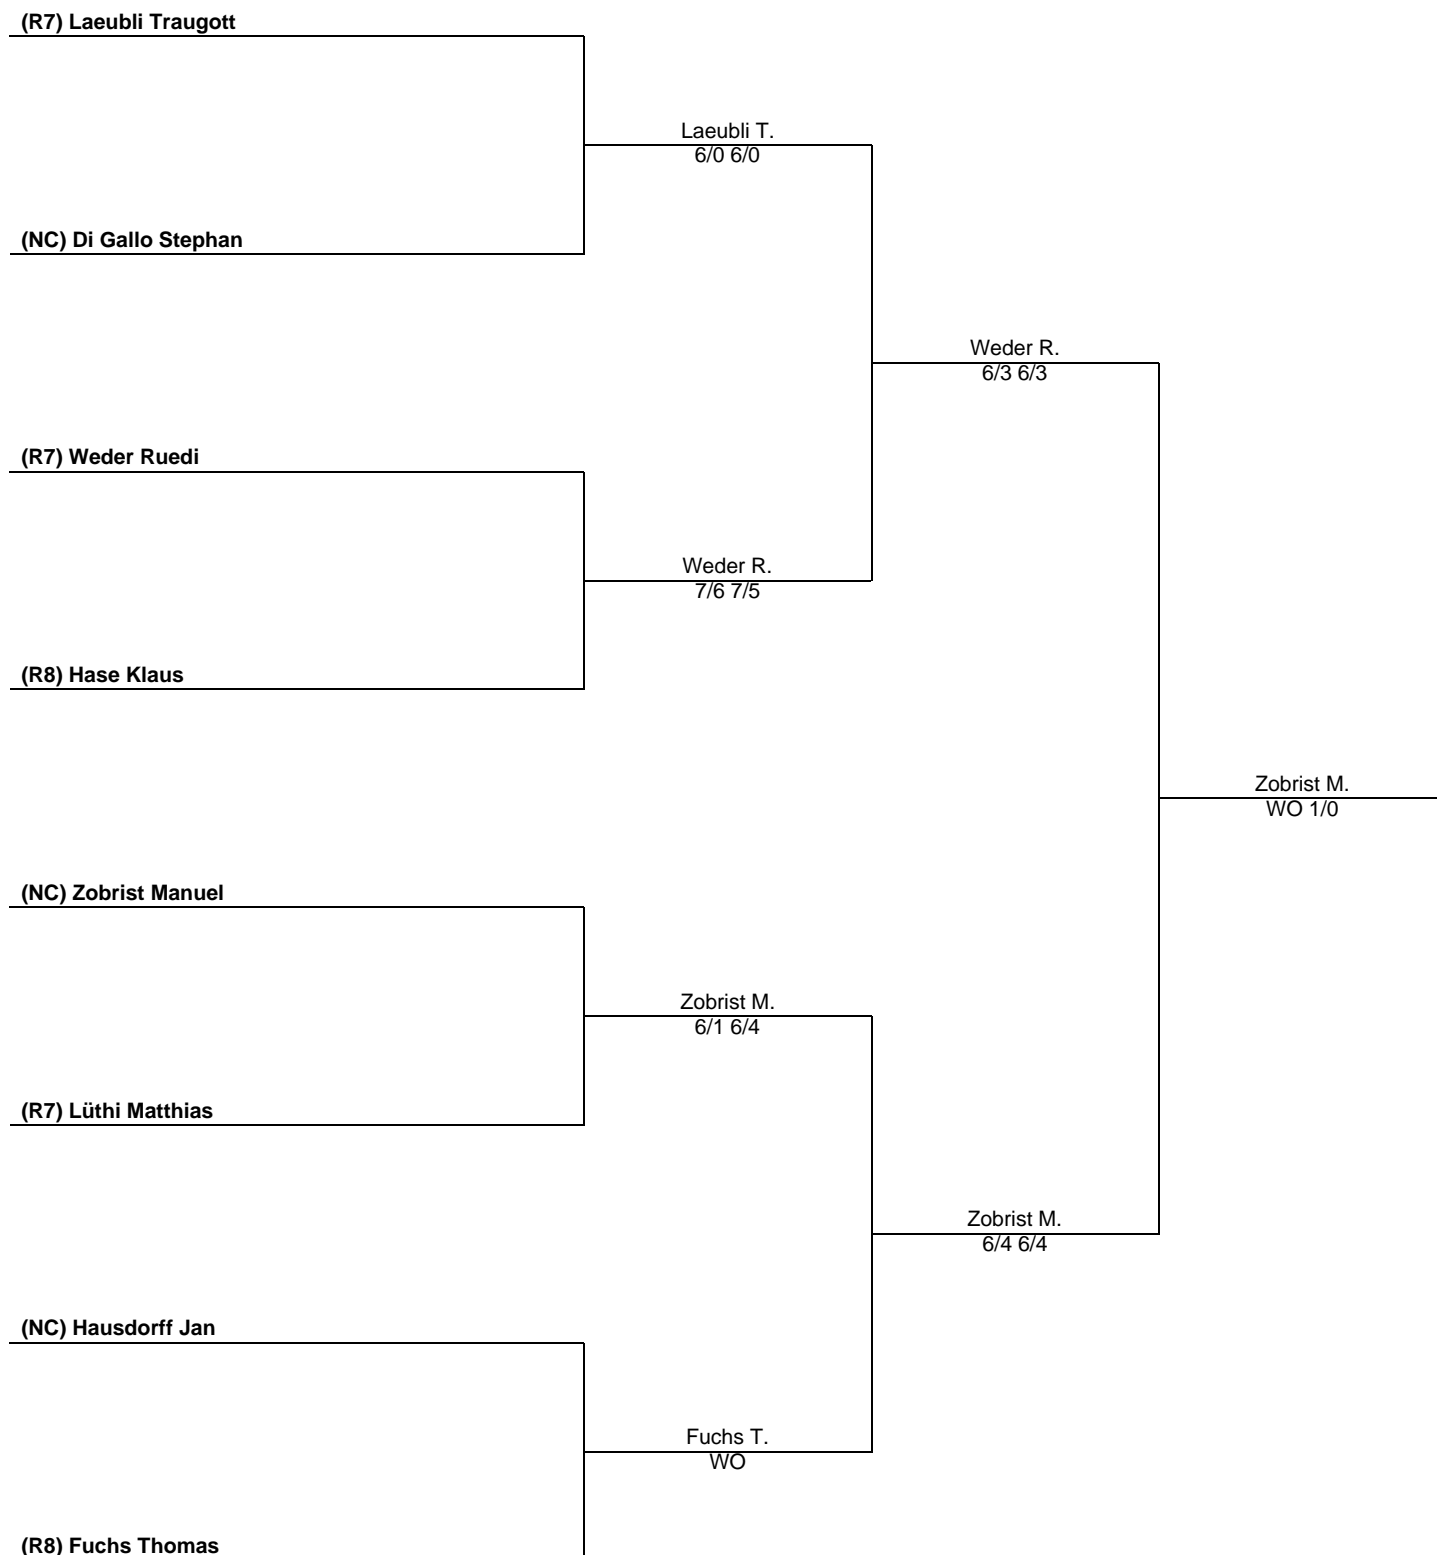 (R7) Laeubli Traugott
Laeubli T.
6/0 6/0
(NC) Di Gallo Stephan
Weder R.
6/3 6/3
(R7) Weder Ruedi
Weder R.
7/6 7/5
(R8) Hase Klaus
Zobrist M.
WO 1/0
(NC) Zobrist Manuel
Zobrist M.
6/1 6/4
(R7) Lüthi Matthias
Zobrist M.
6/4 6/4
(NC) Hausdorff Jan
Fuchs T.
WO
(R8) Fuchs Thomas